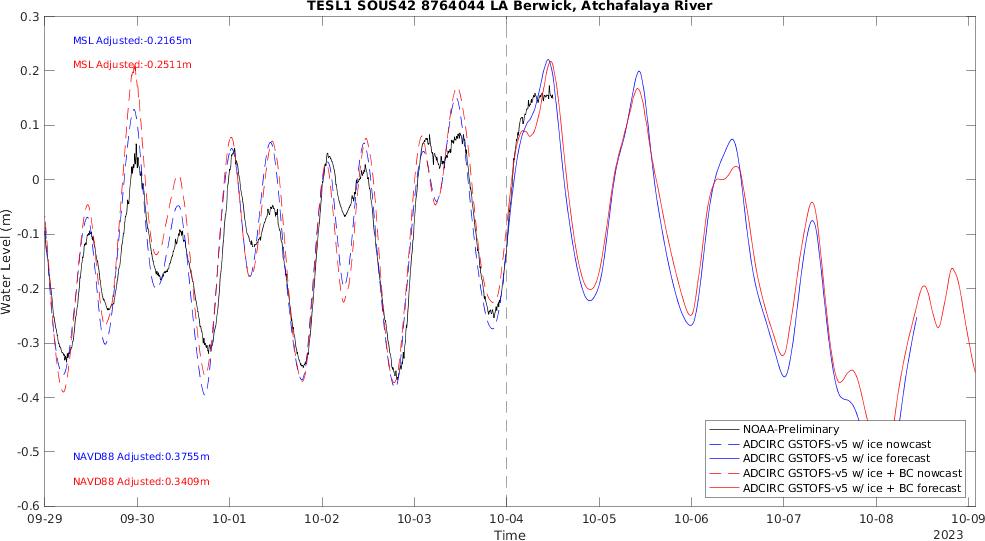 TESL1 SOUS42 8764044 LA Berwick, Atchafalaya River
0.3
MSL Adjusted:-0.2165m
MSL Adjusted:-0.2511m
0.2
0.1
0
-0.1
Water Level (m)
-0.2
-0.3
-0.4
-0.5
-0.6
NAVD88 Adjusted:0.3755m
NAVD88 Adjusted:0.3409m
NOAA-Preliminary
ADCIRC GSTOFS-v5 w/ ice nowcast
ADCIRC GSTOFS-v5 w/ ice forecast
ADCIRC GSTOFS-v5 w/ ice + BC nowcast
ADCIRC GSTOFS-v5 w/ ice + BC forecast
09-29 09-30 10-01 10-02 10-03 10-04 10-05 10-06 10-07 10-08 10-09
Time
2023